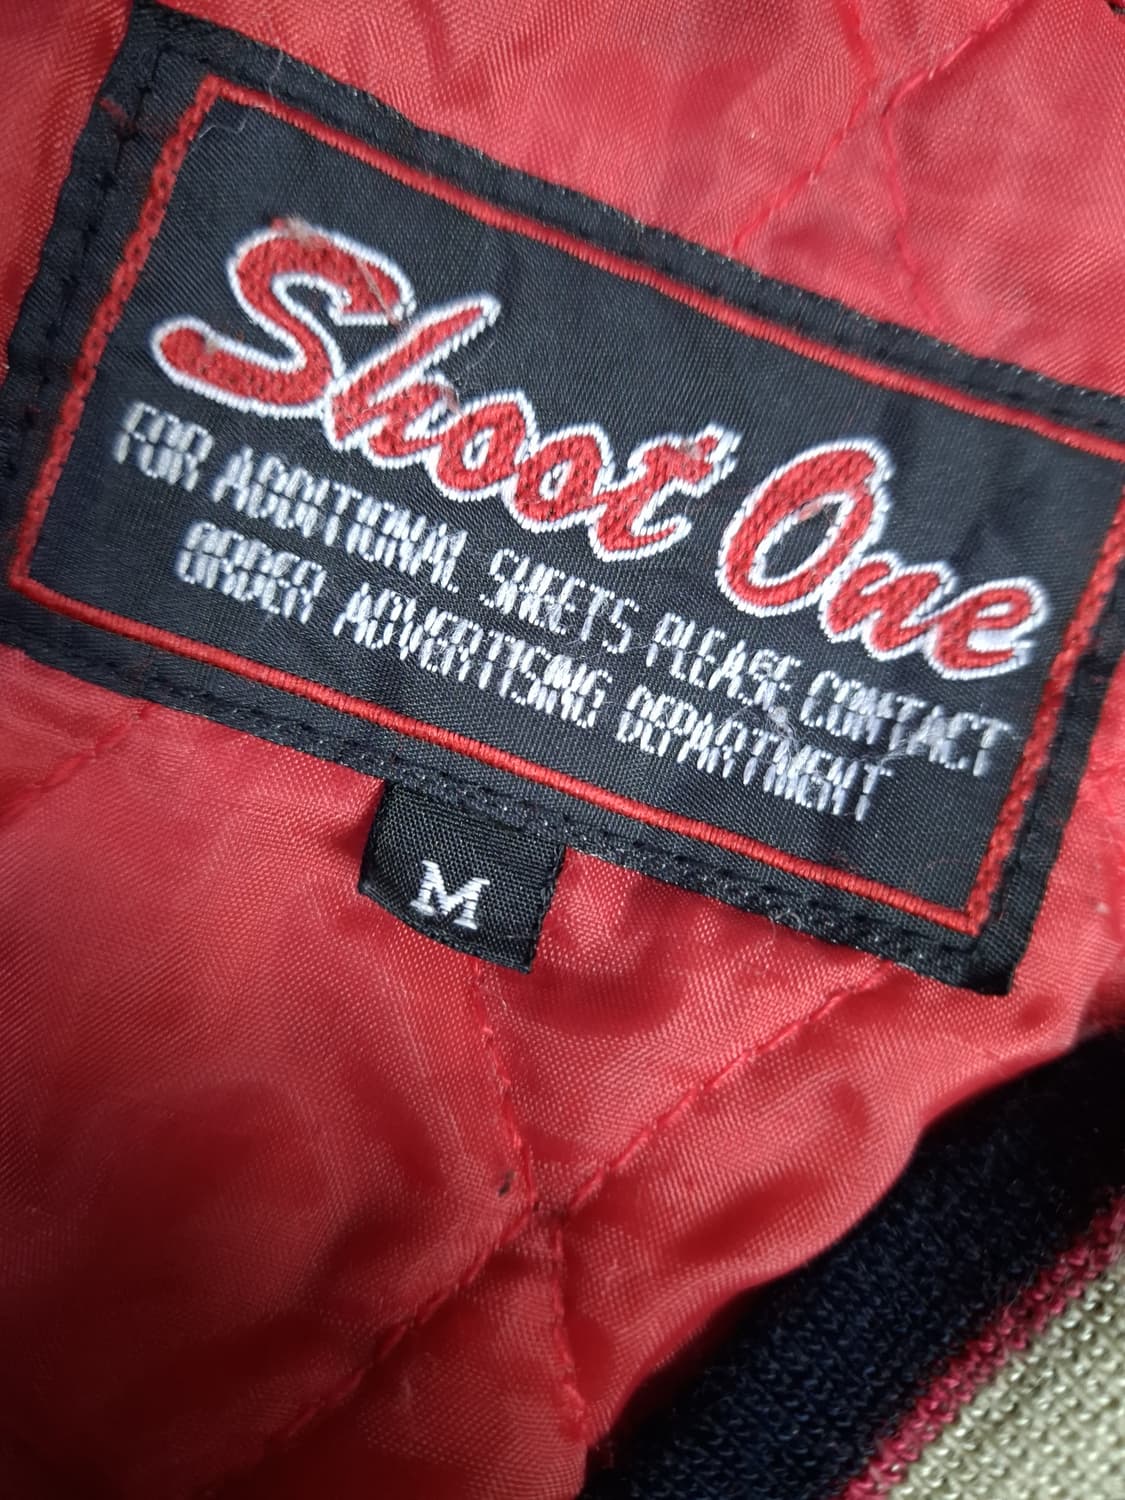 Shoot One
FOR ADDITIONAL SHEETS PLEASE CONTACT
ORDER ADVERTISING DEPARTMENT
M